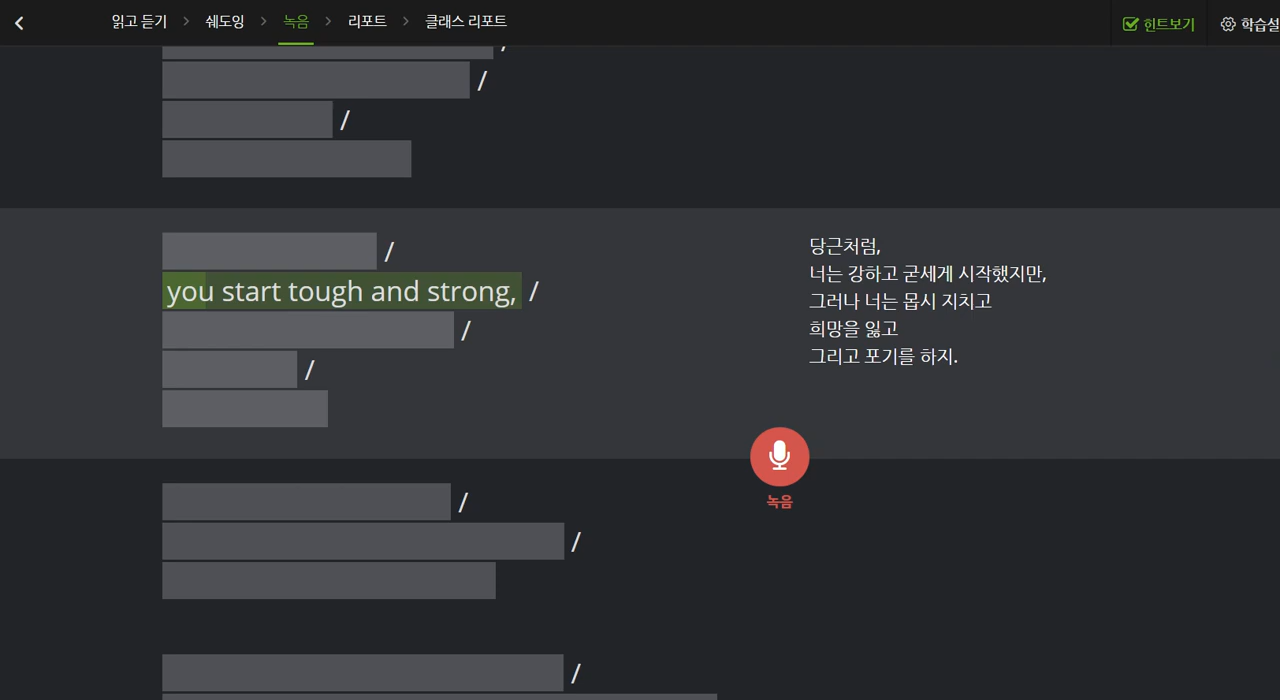 읽고 듣기 > 쉐도잉 > 녹음 > 리포트 > 클래스 리포트
힌트보기
학습설
/
/
/
/
you start tough and strong, /
/
/
당근처럼,
너는 강하고 굳세게 시작했지만,
그러나 너는 몹시 지치고
희망을 잃고
그리고 포기를 하지.
녹음
/
/
/